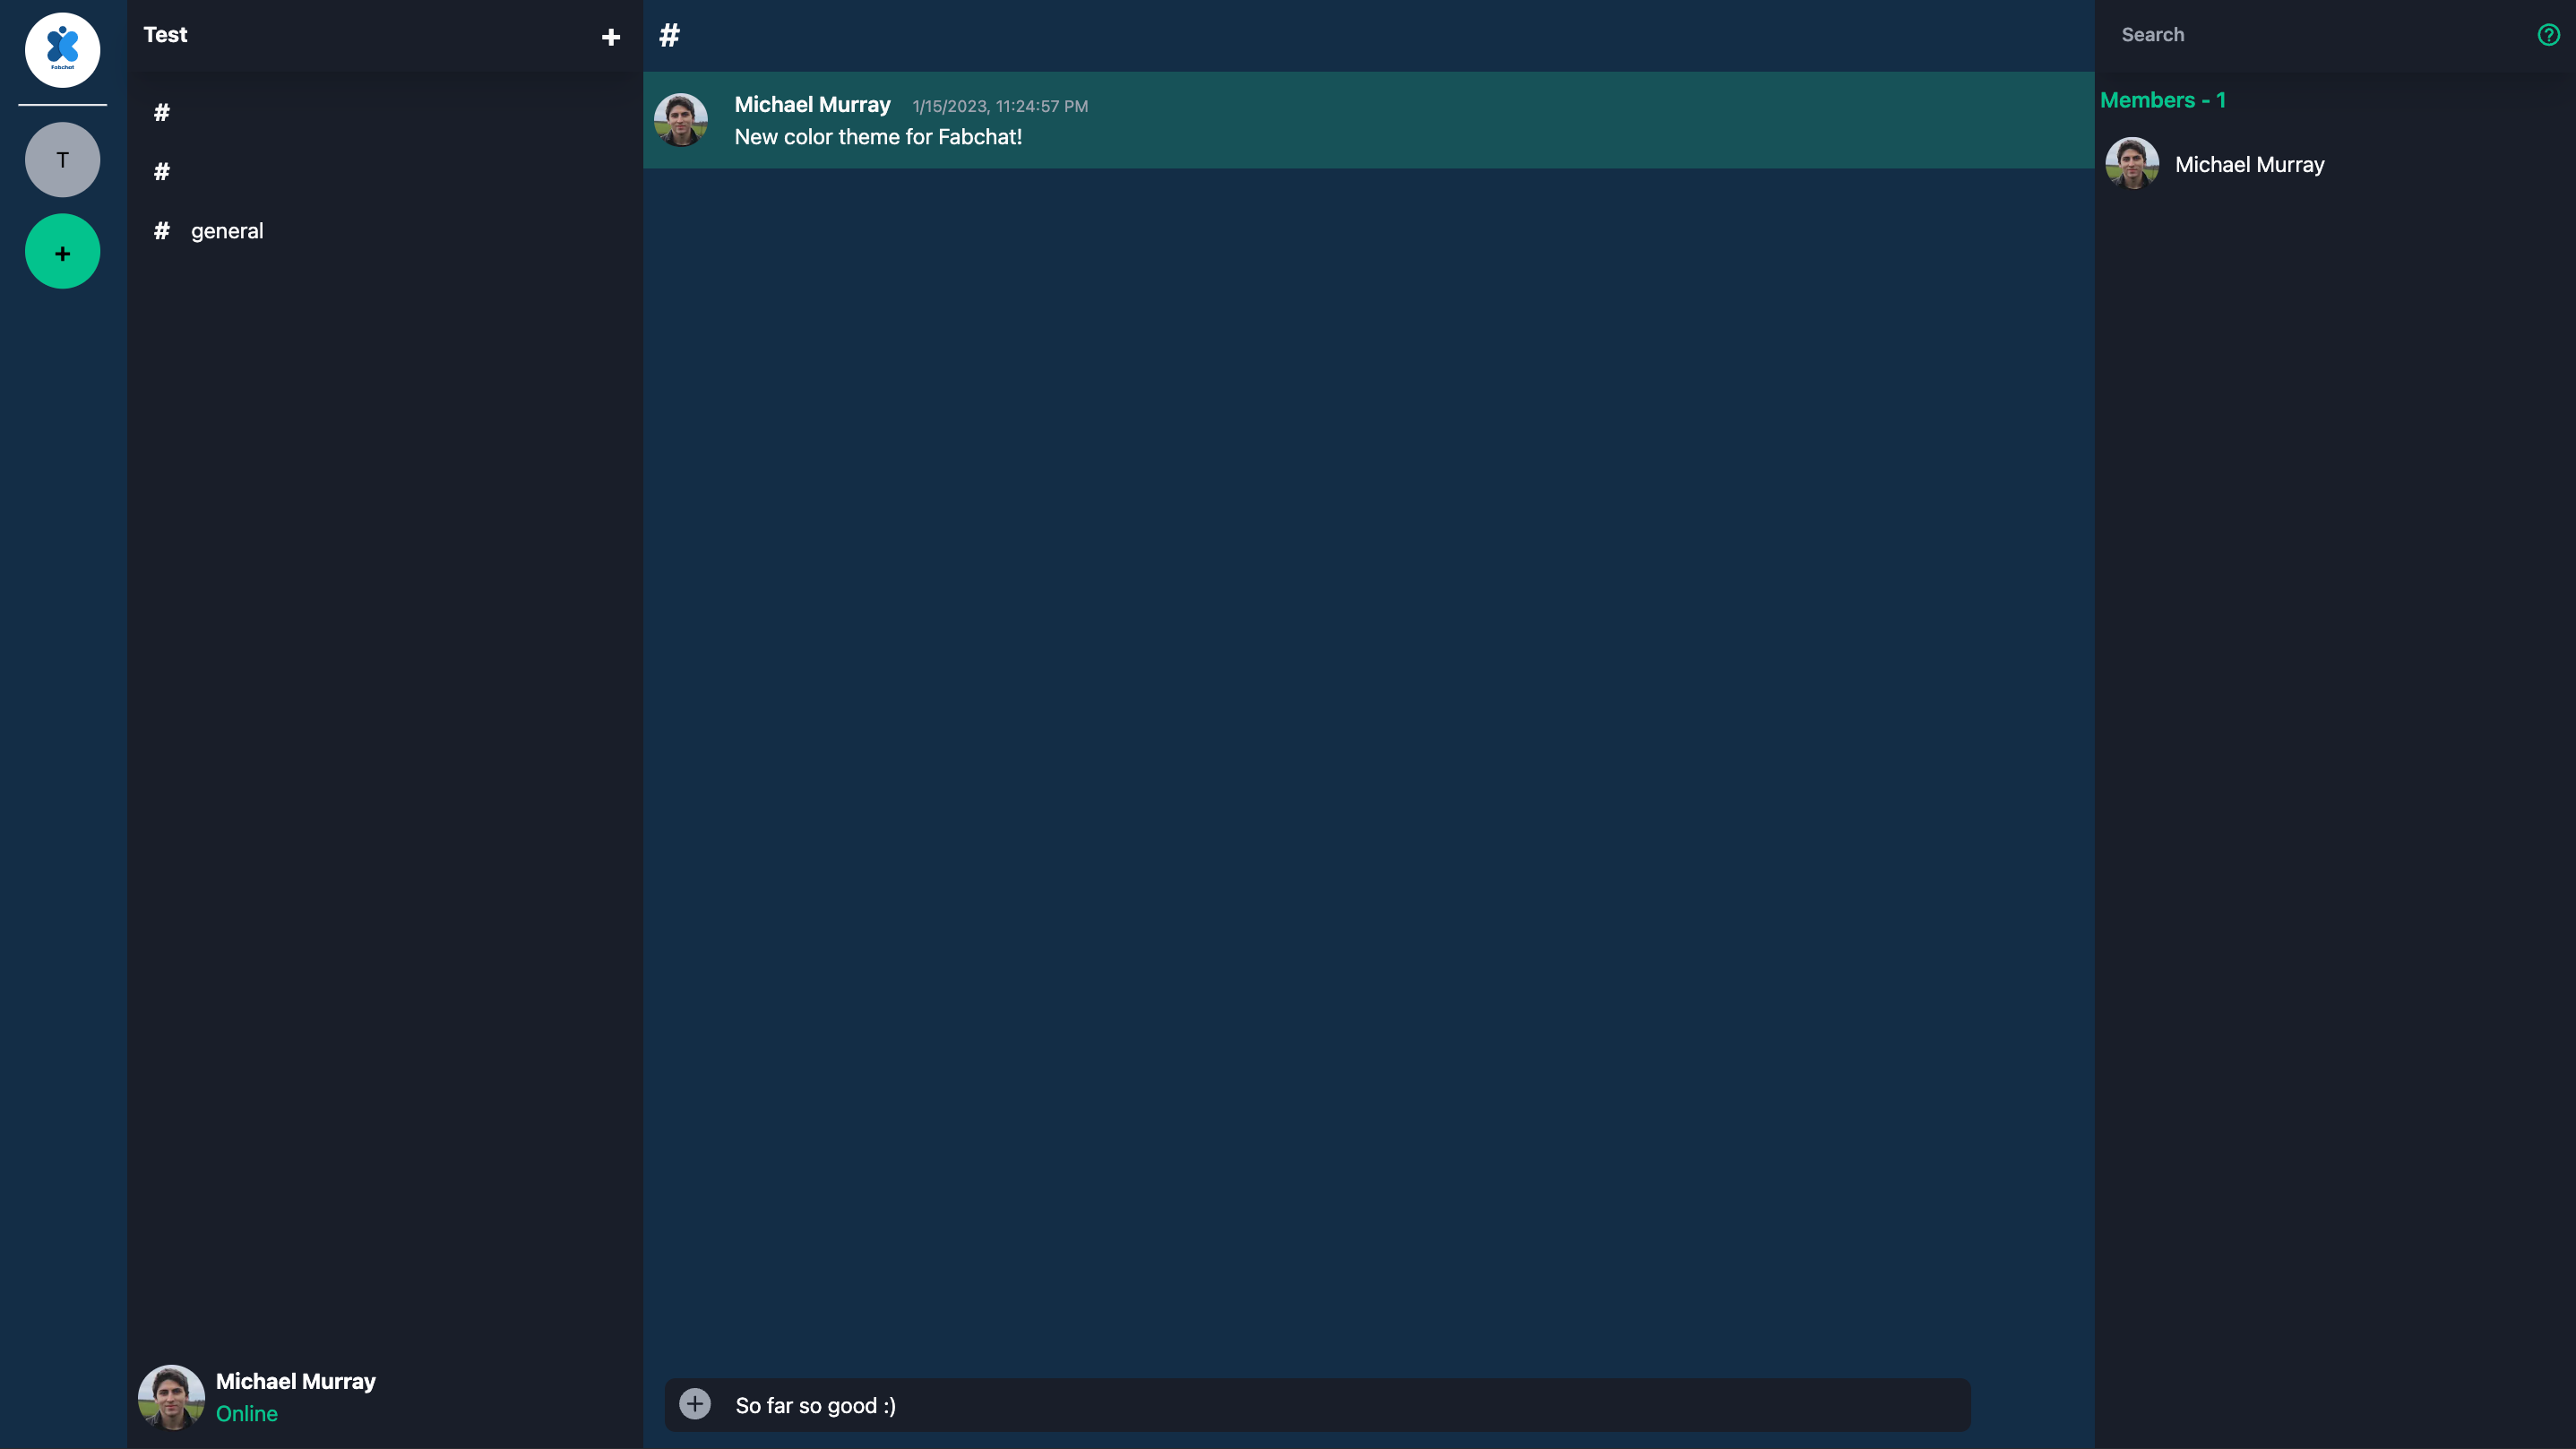 Fabchat
T
+
Test
+
#
#
# general
Michael Murray
Online
#
Michael Murray 1/15/2023, 11:24:57 PM
New color theme for Fabchat!
+ So far so good :)
Search
?
Members - 1
Michael Murray